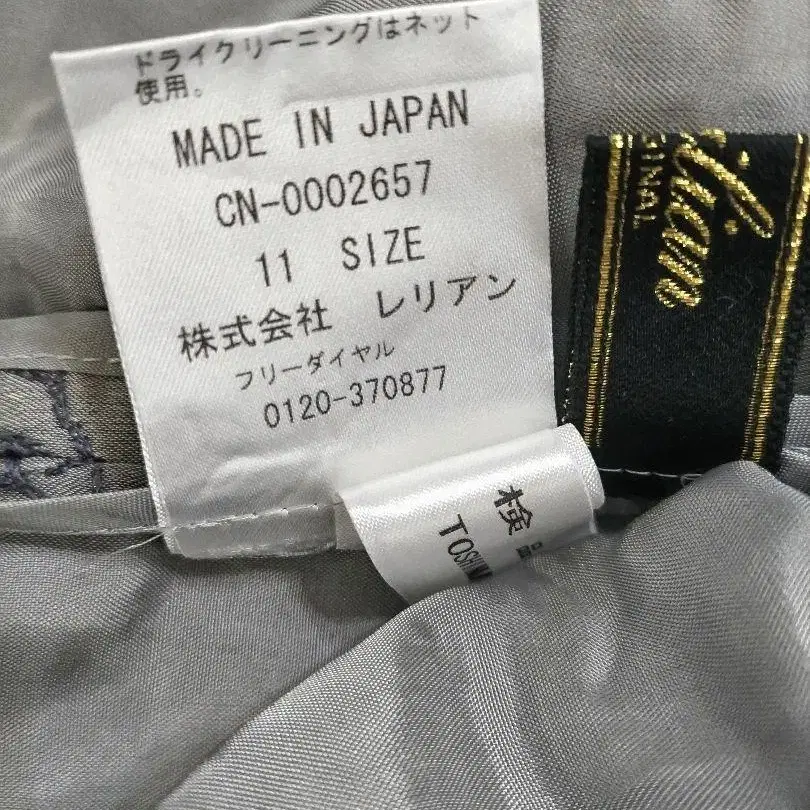 ドライクリーニングはネット
使用。
MADE IN JAPAN
CN-0002657
11 SIZE
株式会社 レリアン
フリーダイヤル
0120-370877
検